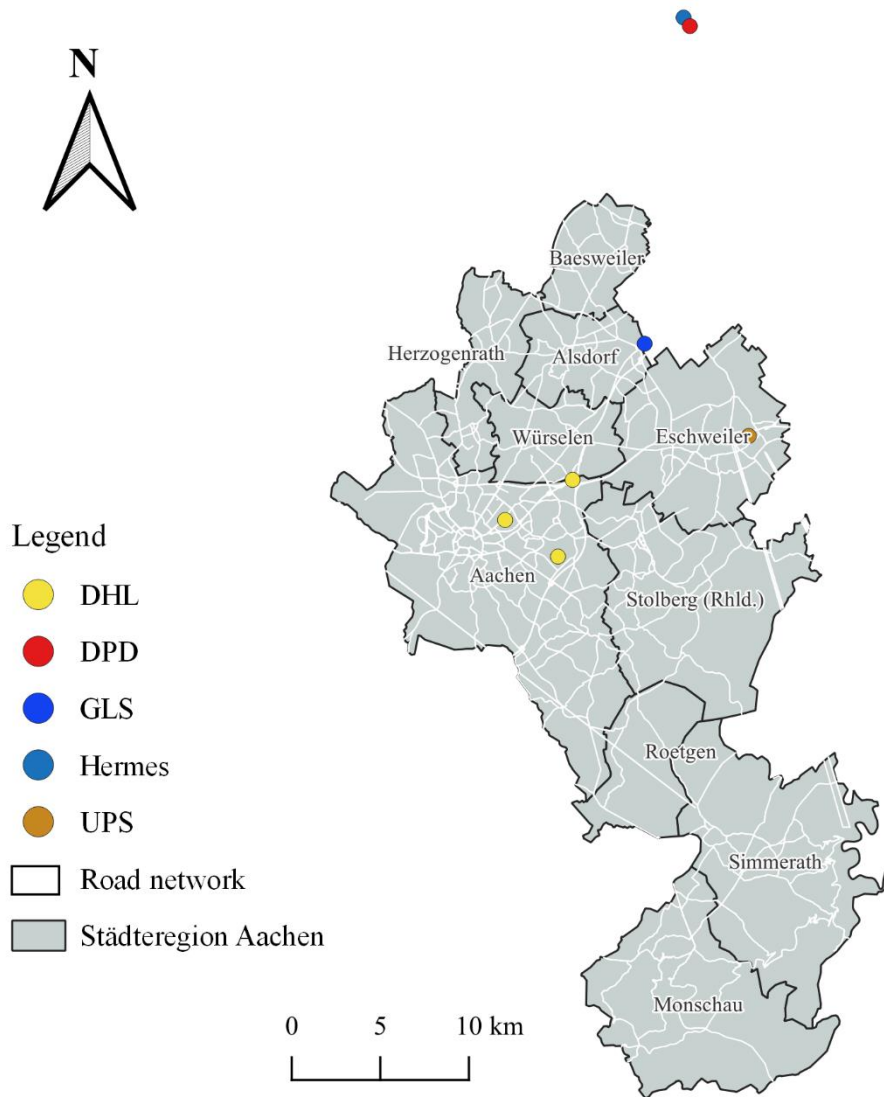 N
Baesweiler
Herzogenrath
Alsdorf
Würselen
Eschweiler
Aachen
Stolberg (Rhld.)
Roetgen
Simmerath
Monschau
Legend
DHL
DPD
GLS
Hermes
UPS
Road network
Städteregion Aachen
0 5 10 km